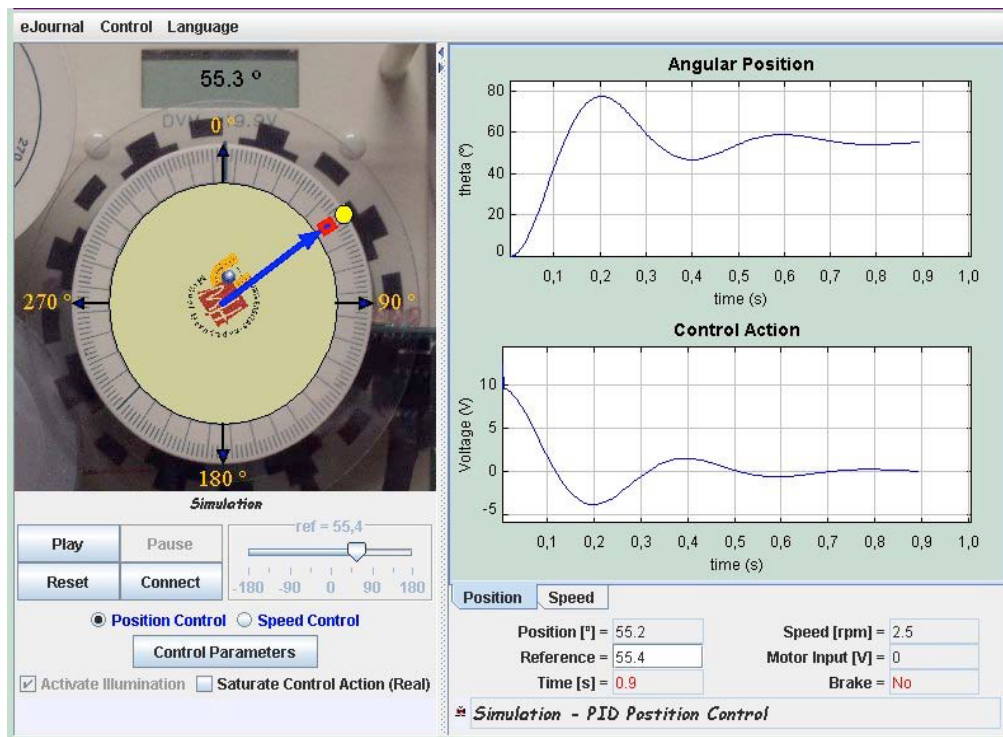 eJournal Control Language
55.3 º
DVM
9.9V
0 º
270
270 º
90 º
180 º
Simulation
ref = 55,4
Play
Pause
Reset
Connect
-180 -90 0 90 180
Position Control
Speed Control
Control Parameters
Activate Illumination
Saturate Control Action (Real)
Angular Position
theta (º)
80
60
40
20
0
0,1 0,2 0,3 0,4 0,5 0,6 0,7 0,8 0,9 1,0
time (s)
Control Action
Voltage (V)
10
5
0
-5
0,1 0,2 0,3 0,4 0,5 0,6 0,7 0,8 0,9 1,0
time (s)
Position Speed
Position [º] = 55.2
Speed [rpm] = 2.5
Reference = 55.4
Motor Input [V] = 0
Time [s] = 0.9
Brake = No
Simulation - PID Postition Control